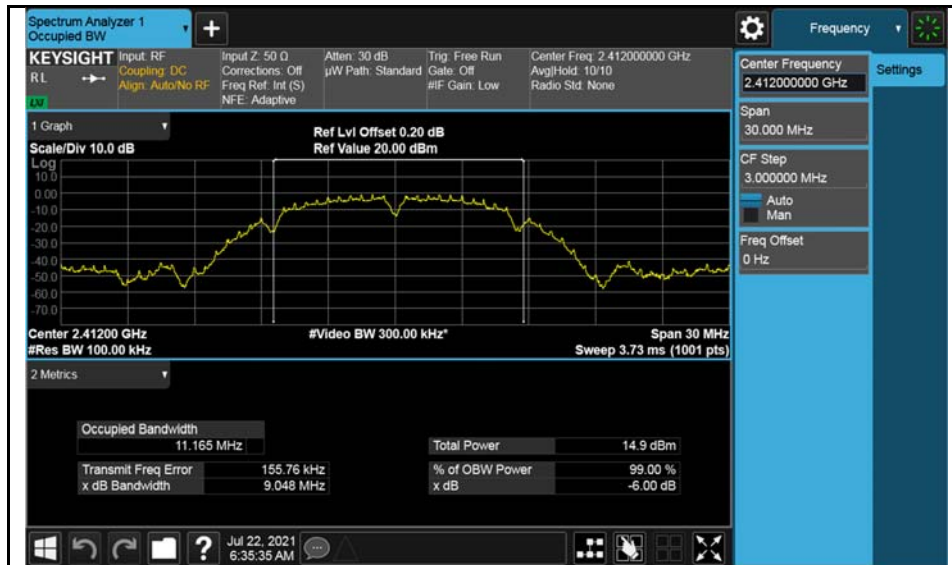 Spectrum Analyzer 1
Occupied BW
+
Frequency
KEYSIGHT
RL
LXI
Input: RF
Coupling: DC
Align: Auto/No RF
Input Z: 50 Ω
Corrections: Off
Freq Ref: Int (S)
NFE: Adaptive
Atten: 30 dB
µW Path: Standard
Trig: Free Run
Gate: Off
#IF Gain: Low
Center Freq: 2.412000000 GHz
Avg|Hold: 10/10
Radio Std: None
Center Frequency
2.412000000 GHz
Settings
Span
30.000 MHz
CF Step
3.000000 MHz
Auto
Man
Freq Offset
0 Hz
1 Graph
Scale/Div 10.0 dB
Ref Lvl Offset 0.20 dB
Ref Value 20.00 dBm
Log
10.0
0.00
-10.0
-20.0
-30.0
-40.0
-50.0
-60.0
-70.0
Center 2.41200 GHz
#Video BW 300.00 kHz*
Span 30 MHz
#Res BW 100.00 kHz
Sweep 3.73 ms (1001 pts)
2 Metrics
Occupied Bandwidth
11.165 MHz
Total Power 14.9 dBm
Transmit Freq Error 155.76 kHz
% of OBW Power 99.00 %
x dB Bandwidth 9.048 MHz
x dB -6.00 dB
?
Jul 22, 2021
6:35:35 AM